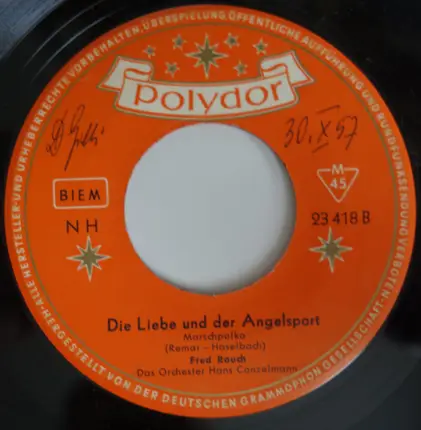 ALLE HERSTELLER- UND URHEBERRECHTE VORBEHALTEN, ÜBERSPIELUNG, ÖFFENTLICHE AUFFÜHRUNG UND RUNDFUNKSENDUNG VERBOTEN
Polydor
30. X 57
BIEM
M
45
NH
23 418 B
Die Liebe und der Angelsport
Marschpolka
(Remar – Haselbach)
Fred Rauch
Das Orchester Hans Conzelmann
HERGESTELLT VON DER DEUTSCHEN GRAMMOPHON GESELLSCHAFT